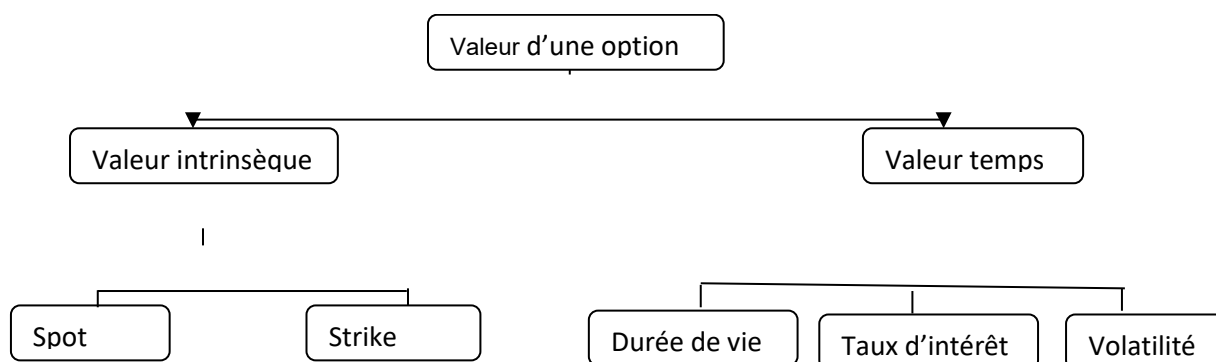 Valeur d'une option
Valeur intrinsèque
Valeur temps
Spot
Strike
Durée de vie
Taux d'intérêt
Volatilité